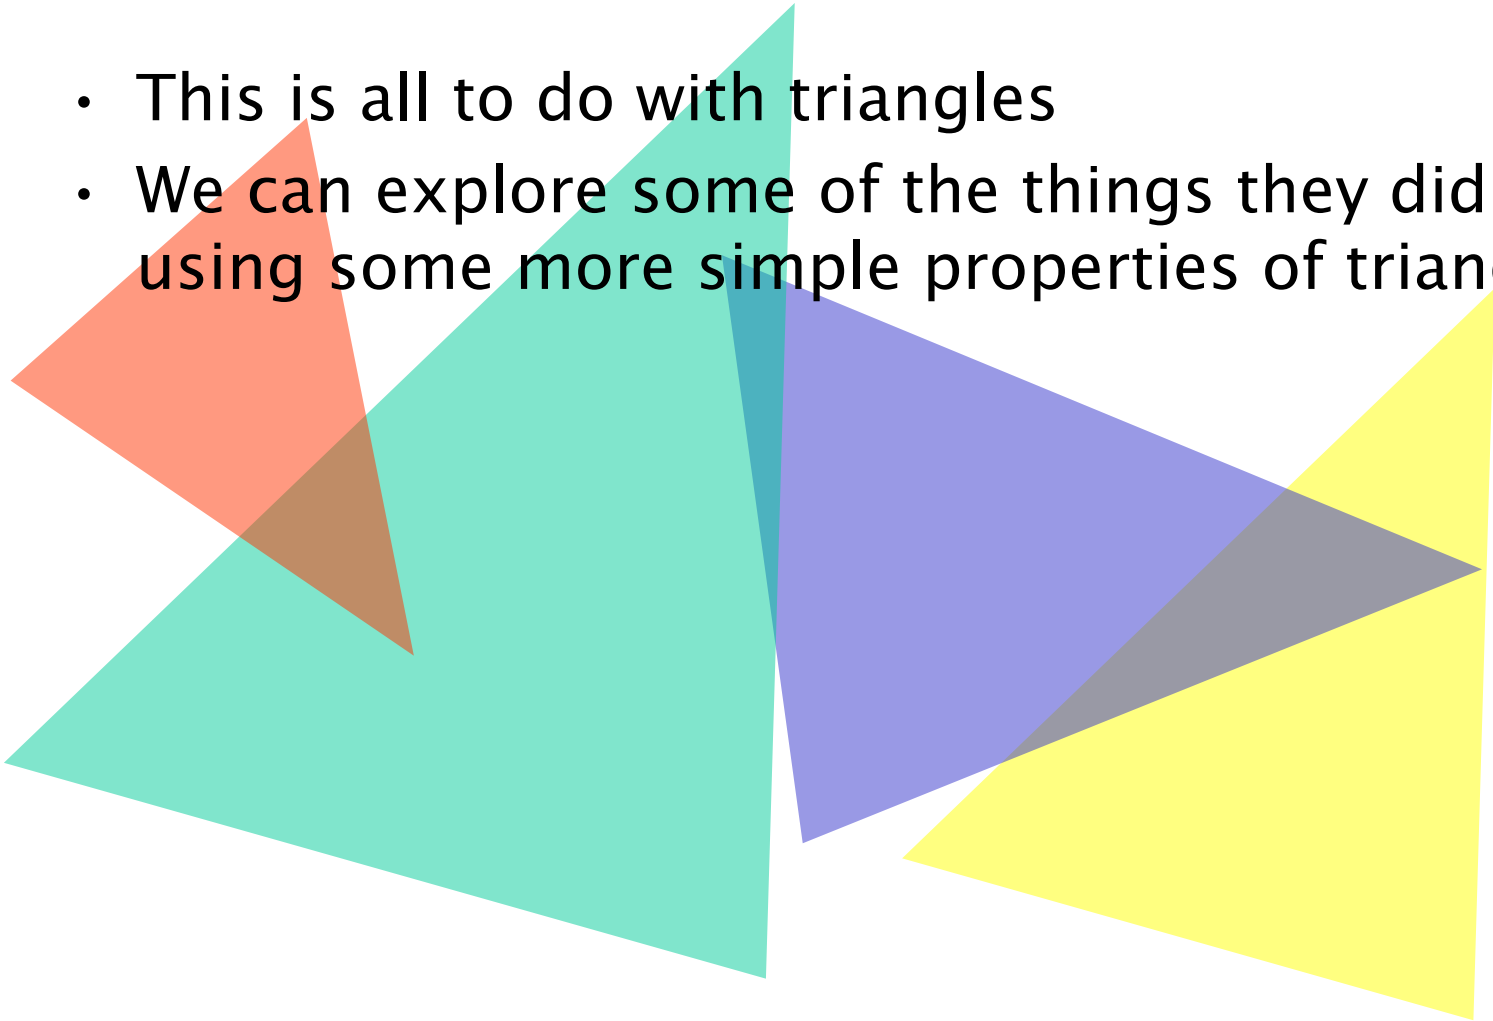 • This is all to do with triangles
• We can explore some of the things they did
using some more simple properties of